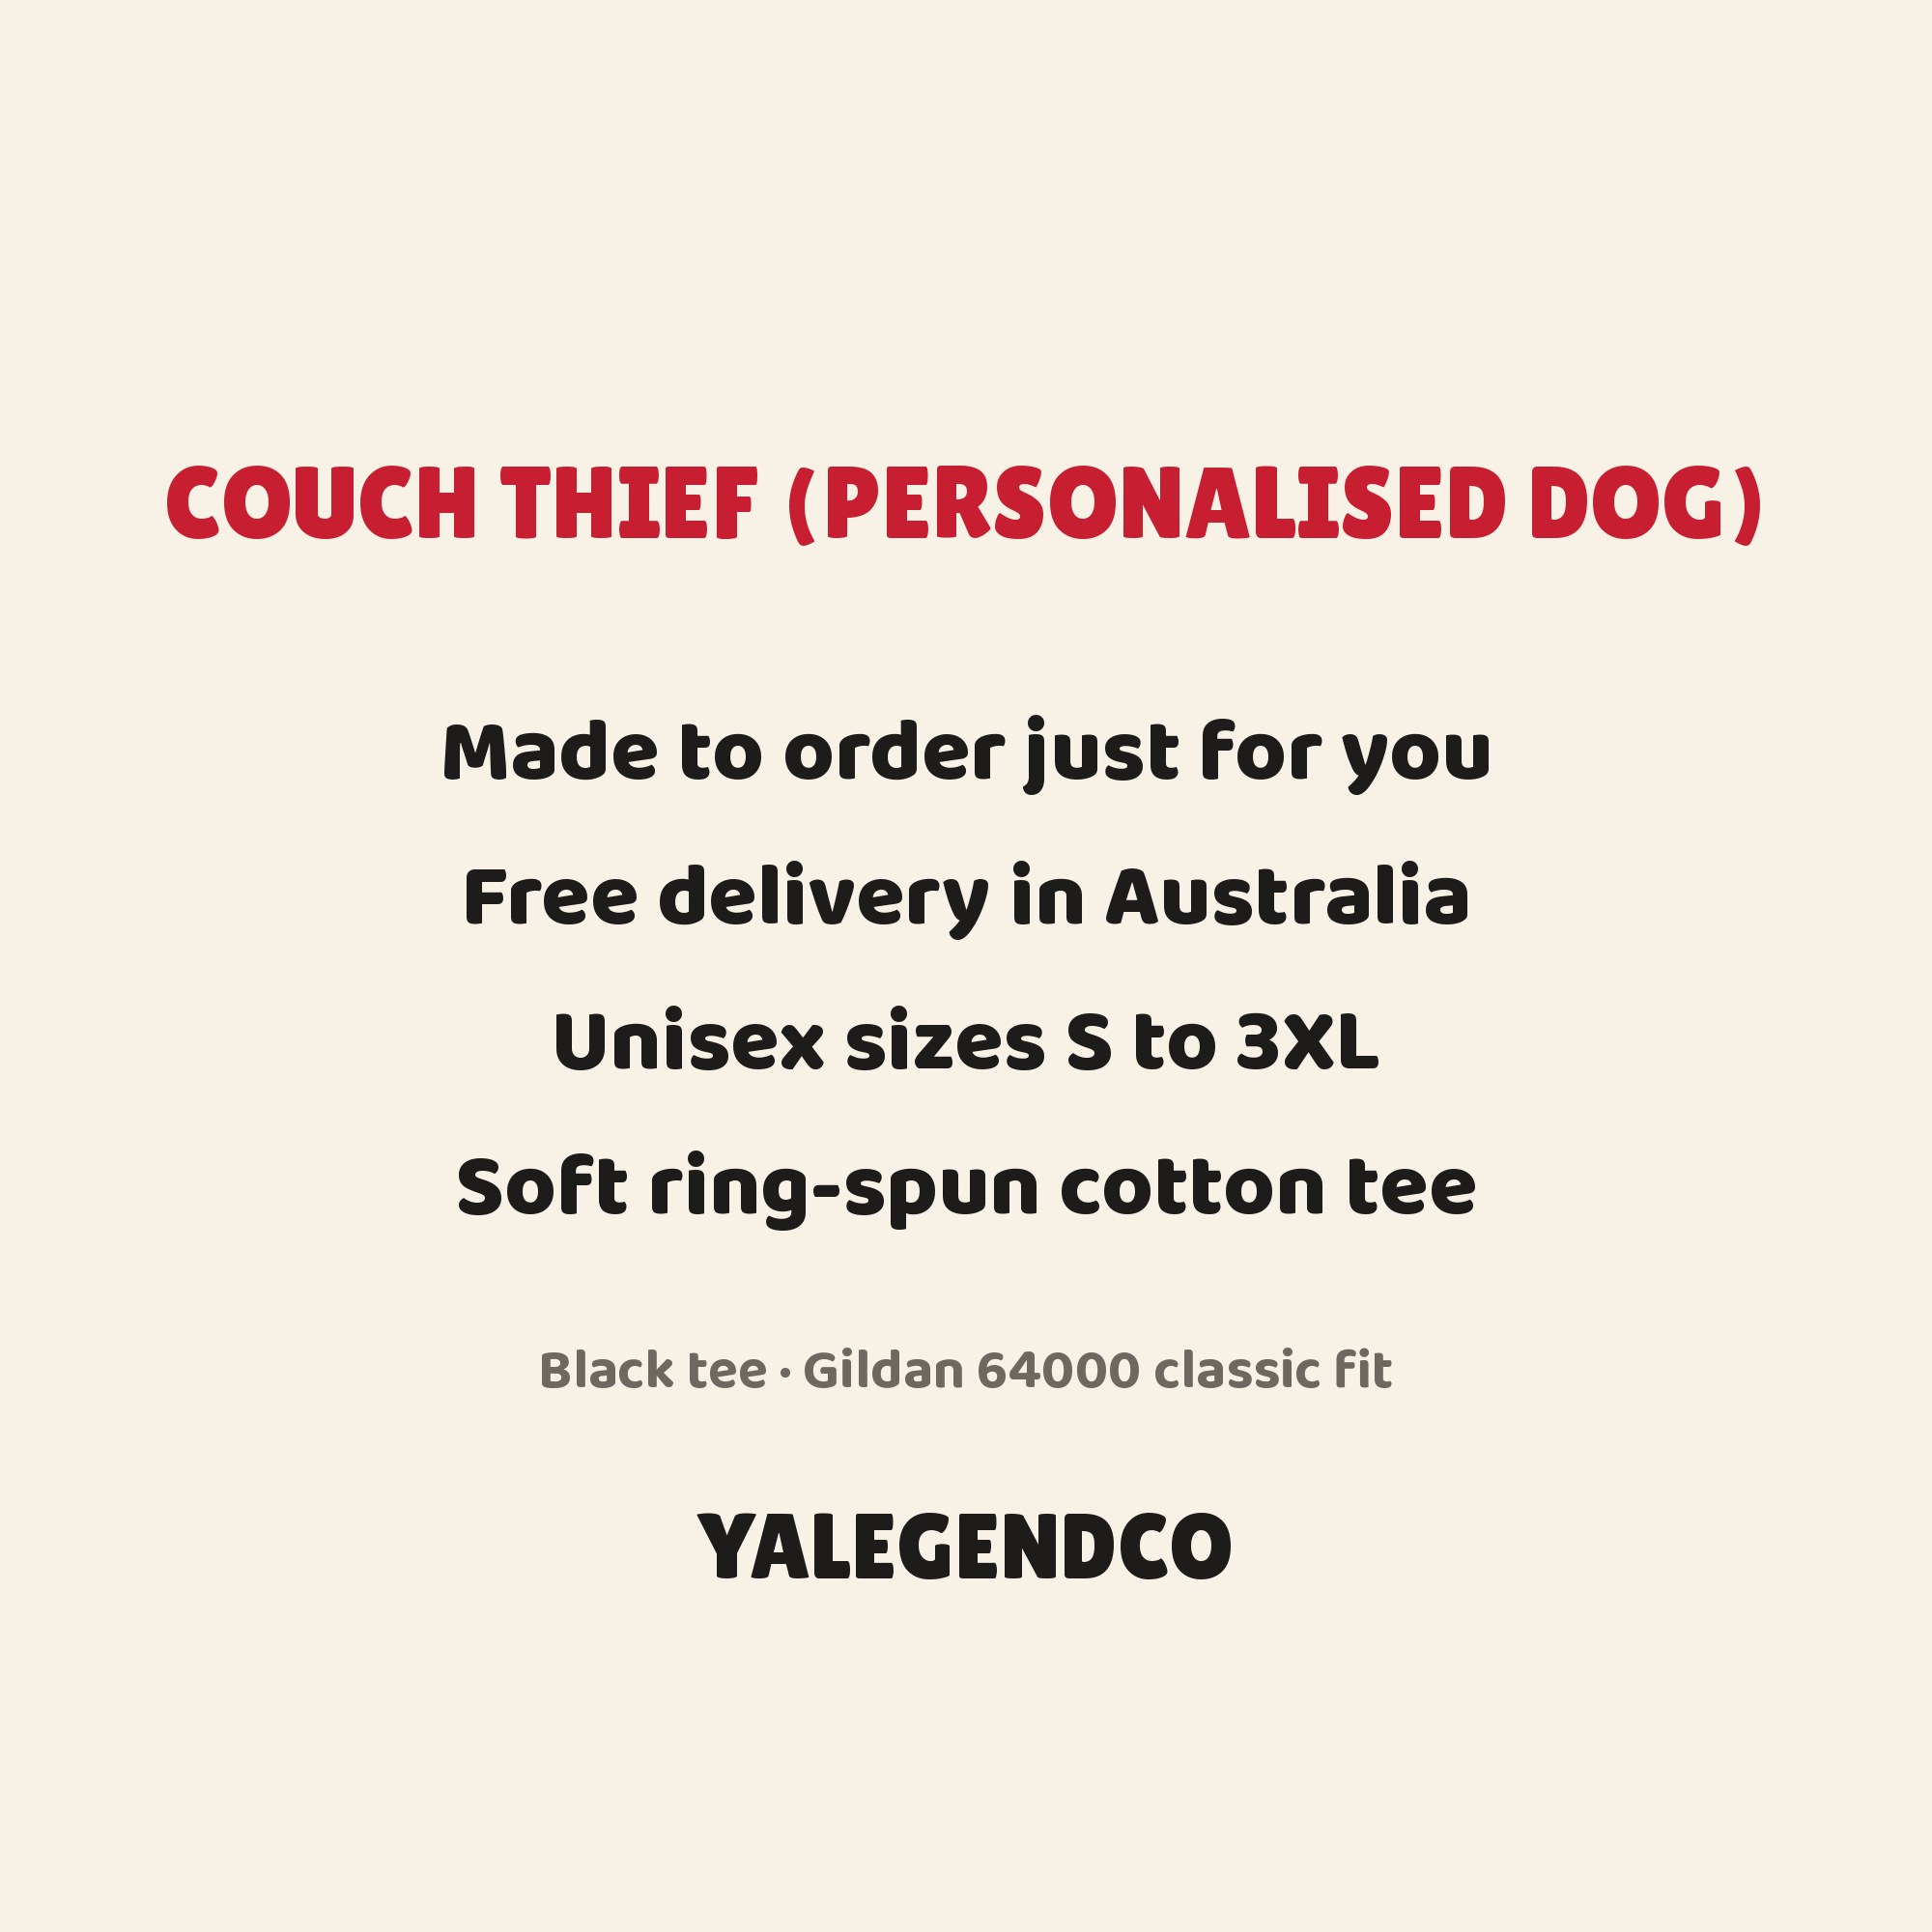 COUCH THIEF (PERSONALISED DOG)
Made to order just for you
Free delivery in Australia
Unisex sizes S to 3XL
Soft ring-spun cotton tee
Black tee · Gildan 64000 classic fit
YALEGENDCO